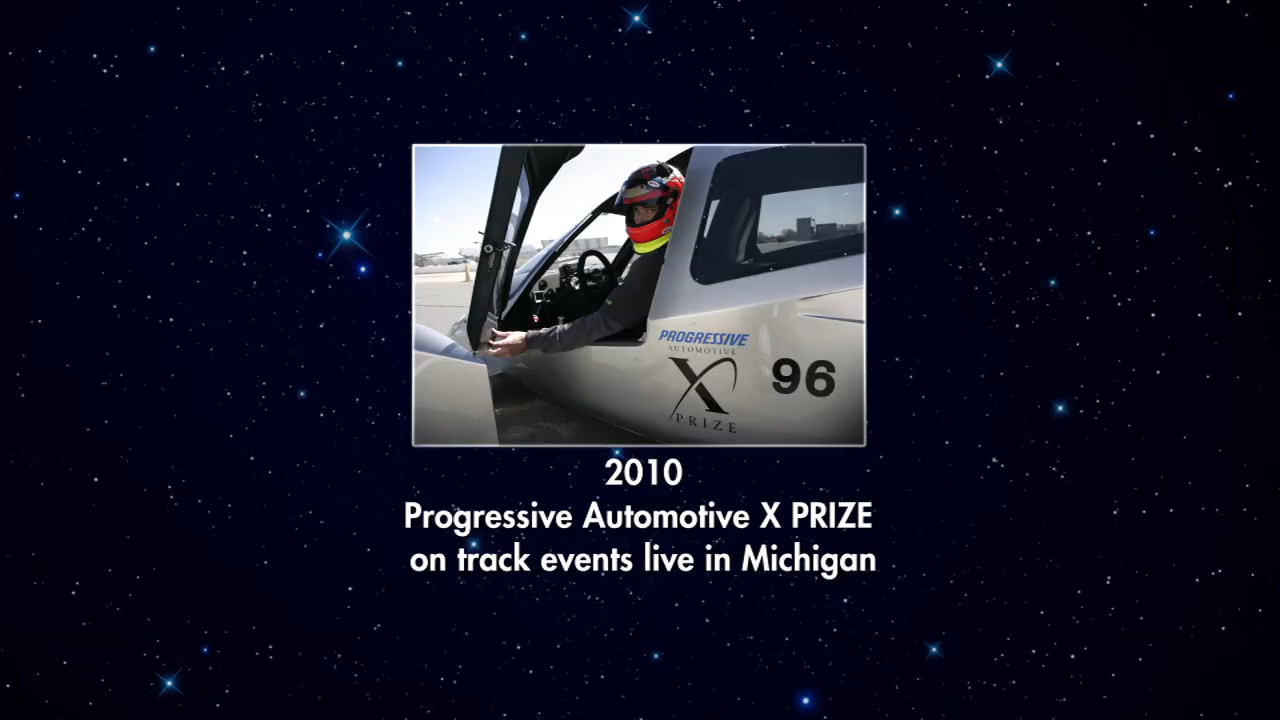 PROGRESSIVE
AUTOMOTIVE
X
PRIZE
96
2010
Progressive Automotive X PRIZE
on track events live in Michigan